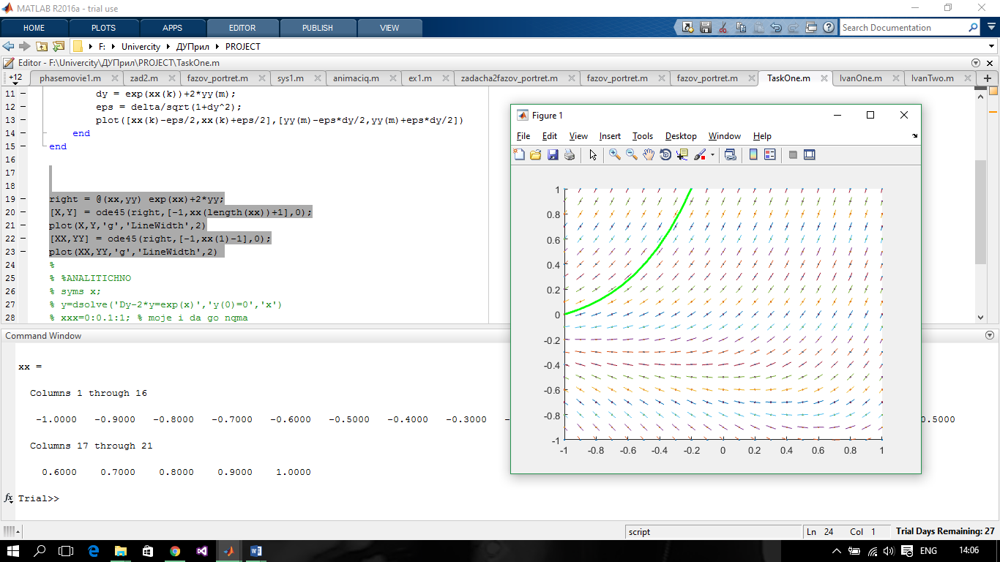 MATLAB R2016a - trial use
HOME PLOTS APPS EDITOR PUBLISH VIEW Search Documentation
F: Univercity ДУПрил PROJECT
Editor - F:\Univercity\ДУПрил\PROJECT\TaskOne.m
+12 phasemovie1.m zad2.m fazov_portret.m sys1.m animaciq.m ex1.m zadacha2fazov_portret.m fazov_portret.m fazov_portret.m TaskOne.m IvanOne.m IvanTwo.m
11 dy = exp(xx(k))+2*yy(m);
12 eps = delta/sqrt(1+dy^2);
13 plot([xx(k)-eps/2,xx(k)+eps/2],[yy(m)-eps*dy/2,yy(m)+eps*dy/2])
14 end
15 end
16
17
18
19 right = @(xx,yy) exp(xx)+2*yy;
20 [X,Y] = ode45(right,[-1,xx(length(xx))+1],0);
21 plot(X,Y,'g','LineWidth',2)
22 [XX,YY] = ode45(right,[-1,xx(1)-1],0);
23 plot(XX,YY,'g','LineWidth',2)
24 %
25 % %ANALITICHNO
26 % syms x;
27 % y=dsolve('Dy-2*y=exp(x)','y(0)=0','x')
28 % xxx=0:0.1:1; % moje i da go nqma
Figure 1
File Edit View Insert Tools Desktop Window Help
1
0.8
0.6
0.4
0.2
0
-0.2
-0.4
-0.6
-0.8
-1
-1 -0.8 -0.6 -0.4 -0.2 0 0.2 0.4 0.6 0.8 1
Command Window
xx =
Columns 1 through 16
-1.0000 -0.9000 -0.8000 -0.7000 -0.6000 -0.5000 -0.4000 -0.3000 - 0.5000
Columns 17 through 21
0.6000 0.7000 0.8000 0.9000 1.0000
fx Trial>>
script Ln 24 Col 1 Trial Days Remaining: 27
ENG 14:06